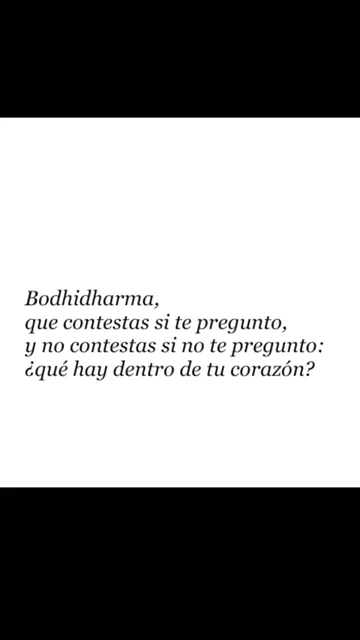 Bodhidharma,
que contestas si te pregunto,
y no contestas si no te pregunto:
¿qué hay dentro de tu corazón?